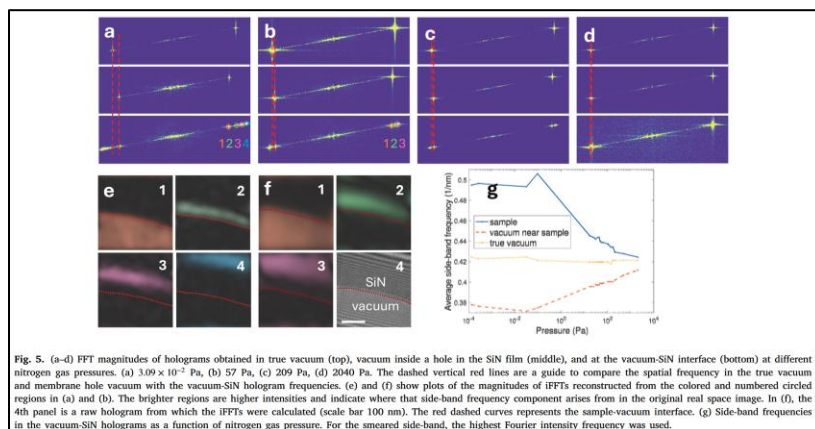 a
b
c
d
1234
123
e
1
2
f
1
2
3
4
3
4
SiN
vacuum
g
Average side-band frequency (1/nm)
0.5
0.48
0.46
0.44
0.42
0.4
0.38
sample
vacuum near sample
true vacuum
Pressure (Pa)
Fig. 5. (a–d) FFT magnitudes of holograms obtained in true vacuum (top), vacuum inside a hole in the SiN film (middle), and at the vacuum-SiN interface (bottom) at different
nitrogen gas pressures. (a) 3.09 × 10⁻² Pa, (b) 57 Pa, (c) 209 Pa, (d) 2040 Pa. The dashed vertical red lines are a guide to compare the spatial frequency in the true vacuum
and membrane hole vacuum with the vacuum-SiN hologram frequencies. (e) and (f) show plots of the magnitudes of iFFTs reconstructed from the colored and numbered circled
regions in (a) and (b). The brighter regions are higher intensities and indicate where that side-band frequency component arises from in the original real space image. In (f), the
4th panel is a raw hologram from which the iFFTs were calculated (scale bar 100 nm). The red dashed curves represents the sample-vacuum interface. (g) Side-band frequencies
in the vacuum-SiN holograms as a function of nitrogen gas pressure. For the smeared side-band, the highest Fourier intensity frequency was used.